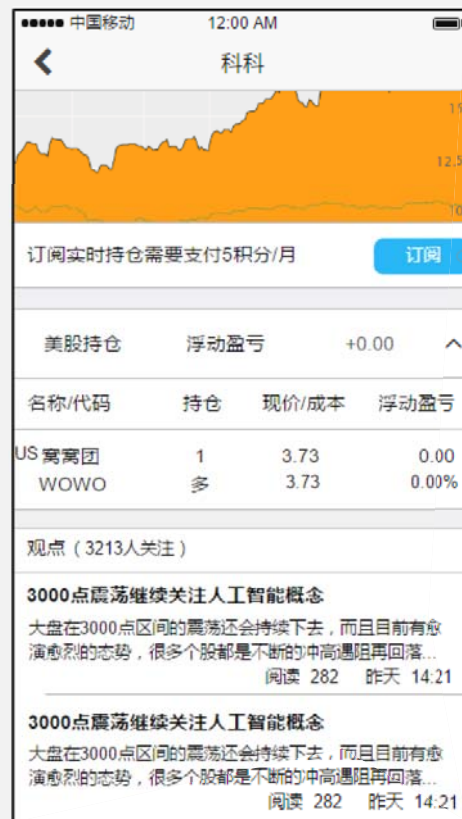 中国移动 12:00 AM
科科
15
12.5
10
订阅实时持仓需要支付5积分/月 订阅
美股持仓 浮动盈亏 +0.00
名称/代码 持仓 现价/成本 浮动盈亏
US 窝窝团 1 3.73 0.00
WOWO 多 3.73 0.00%
观点（3213人关注）
3000点震荡继续关注人工智能概念
大盘在3000点区间的震荡还会持续下去，而且目前有愈
演愈烈的态势，很多个股都是不断的冲高遇阻再回落...
阅读 282 昨天 14:21
3000点震荡继续关注人工智能概念
大盘在3000点区间的震荡还会持续下去，而且目前有愈
演愈烈的态势，很多个股都是不断的冲高遇阻再回落...
阅读 282 昨天 14:21